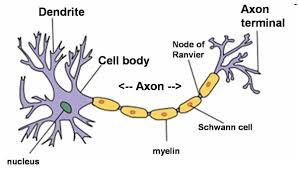 Dendrite
Axon
terminal
Node of
Ranvier
Cell body
<-- Axon -->
Schwann cell
myelin
nucleus